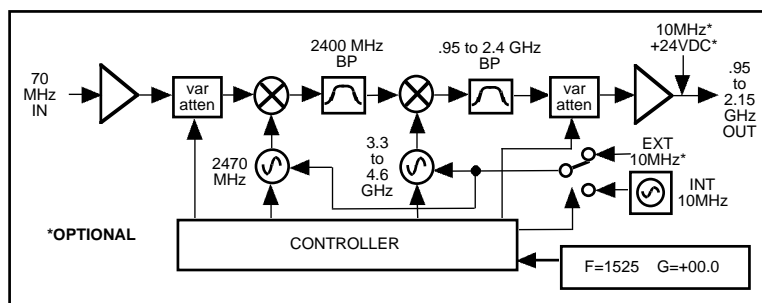 70
MHz
IN
var
atten
2400 MHz
BP
.95 to 2.4 GHz
BP
var
atten
10MHz*
+24VDC*
.95
to
2.15
GHz
OUT
2470
MHz
3.3
to
4.6
GHz
EXT
10MHz*
INT
10MHz
*OPTIONAL
CONTROLLER
F=1525 G=+00.0